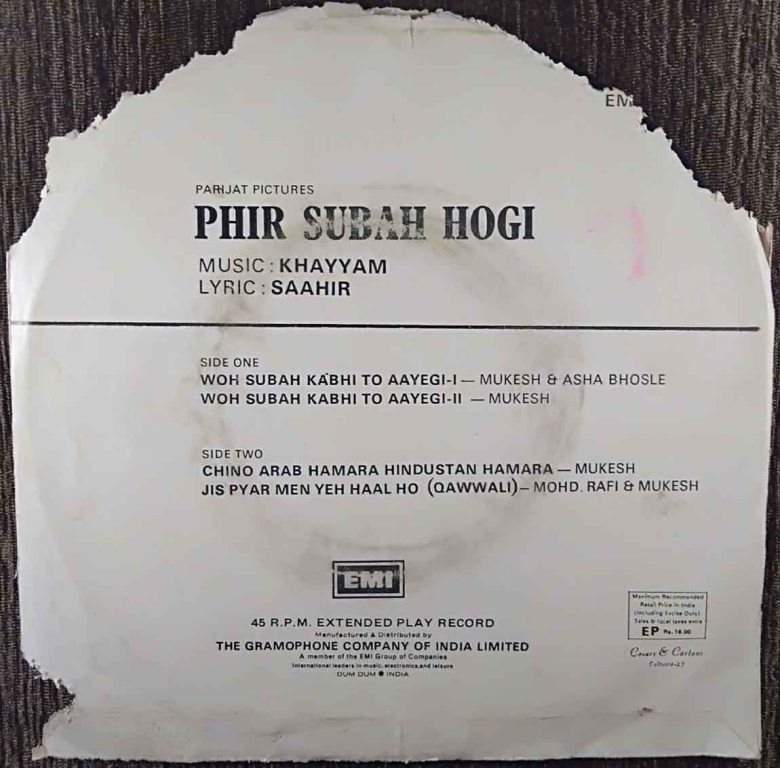 EMI
PARIJAT PICTURES
PHIR SUBAH HOGI
MUSIC : KHAYYAM
LYRIC : SAAHIR
SIDE ONE
WOH SUBAH KABHI TO AAYEGI-I — MUKESH & ASHA BHOSLE
WOH SUBAH KABHI TO AAYEGI-II — MUKESH
SIDE TWO
CHINO ARAB HAMARA HINDUSTAN HAMARA — MUKESH
JIS PYAR MEN YEH HAAL HO (QAWWALI) — MOHD. RAFI & MUKESH
EMI
45 R.P.M. EXTENDED PLAY RECORD
Manufactured & Distributed by
THE GRAMOPHONE COMPANY OF INDIA LIMITED
A member of the EMI Group of Companies
International leaders in music, electronics and leisure
DUM DUM ● INDIA
Maximum Recommended
Retail Price in India
(Including Excise Duty)
Sales & local taxes extra
EP Rs. 18.00
Covers & Cartons